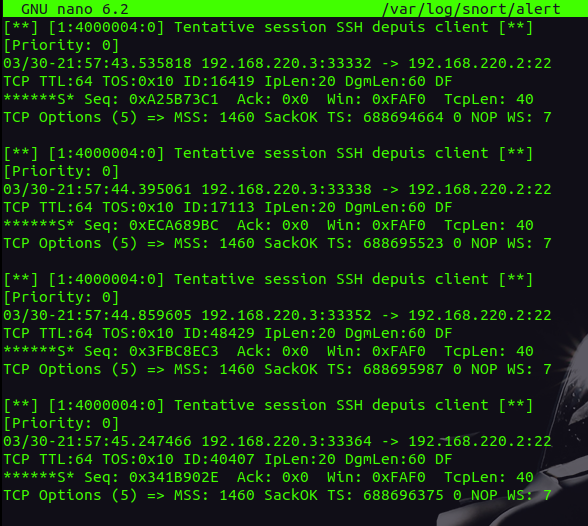 GNU nano 6.2 /var/log/snort/alert
[**] [1:4000004:0] Tentative session SSH depuis client [**]
[Priority: 0]
03/30-21:57:43.535818 192.168.220.3:33332 -> 192.168.220.2:22
TCP TTL:64 TOS:0x10 ID:16419 IpLen:20 DgmLen:60 DF
******S* Seq: 0xA25B73C1  Ack: 0x0  Win: 0xFAF0  TcpLen: 40
TCP Options (5) => MSS: 1460 SackOK TS: 688694664 0 NOP WS: 7

[**] [1:4000004:0] Tentative session SSH depuis client [**]
[Priority: 0]
03/30-21:57:44.395061 192.168.220.3:33338 -> 192.168.220.2:22
TCP TTL:64 TOS:0x10 ID:17113 IpLen:20 DgmLen:60 DF
******S* Seq: 0xECA689BC  Ack: 0x0  Win: 0xFAF0  TcpLen: 40
TCP Options (5) => MSS: 1460 SackOK TS: 688695523 0 NOP WS: 7

[**] [1:4000004:0] Tentative session SSH depuis client [**]
[Priority: 0]
03/30-21:57:44.859605 192.168.220.3:33352 -> 192.168.220.2:22
TCP TTL:64 TOS:0x10 ID:48429 IpLen:20 DgmLen:60 DF
******S* Seq: 0x3FBC8EC3  Ack: 0x0  Win: 0xFAF0  TcpLen: 40
TCP Options (5) => MSS: 1460 SackOK TS: 688695987 0 NOP WS: 7

[**] [1:4000004:0] Tentative session SSH depuis client [**]
[Priority: 0]
03/30-21:57:45.247466 192.168.220.3:33364 -> 192.168.220.2:22
TCP TTL:64 TOS:0x10 ID:40407 IpLen:20 DgmLen:60 DF
******S* Seq: 0x341B902E  Ack: 0x0  Win: 0xFAF0  TcpLen: 40
TCP Options (5) => MSS: 1460 SackOK TS: 688696375 0 NOP WS: 7